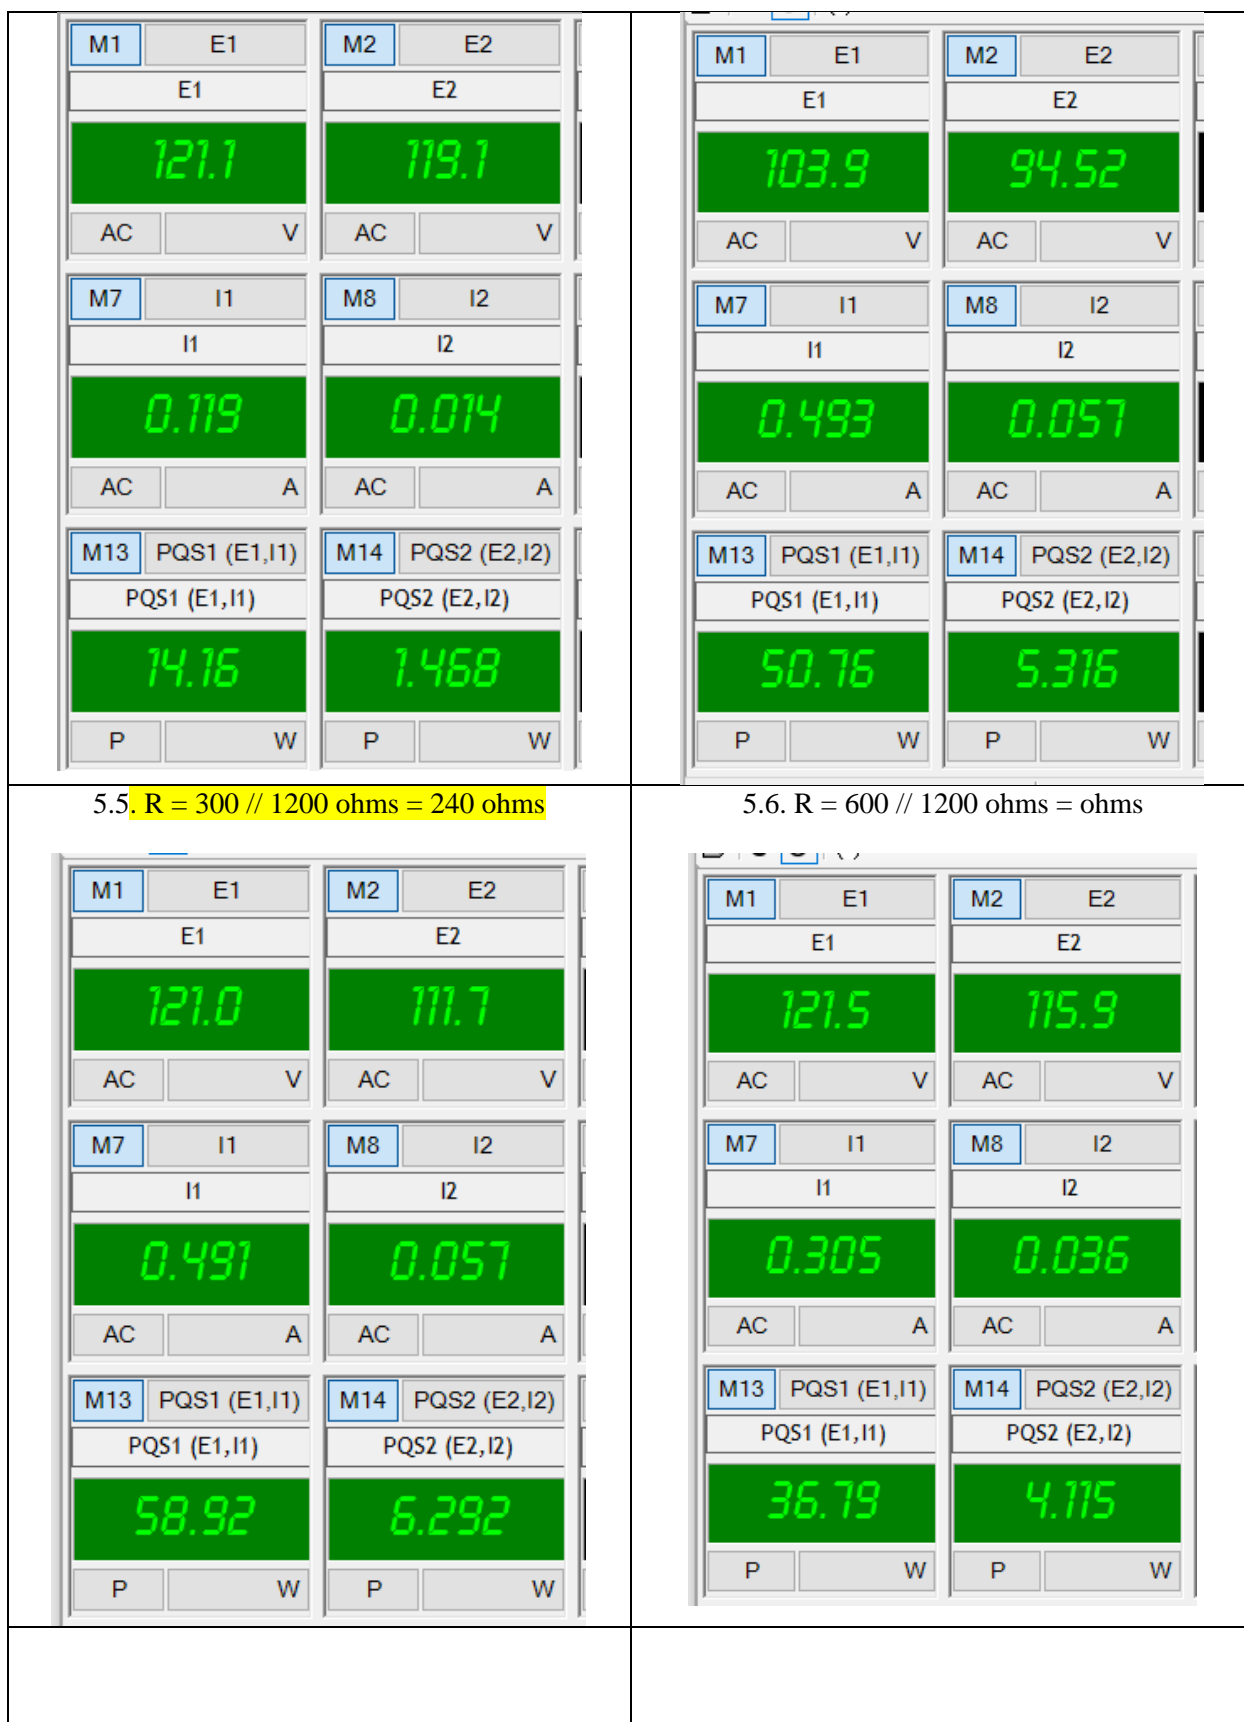 M1 E1 M2 E2
E1 E2
121.1 119.1
AC V AC V
M7 I1 M8 I2
I1 I2
0.119 0.014
AC A AC A
M13 PQS1 (E1,I1) M14 PQS2 (E2,I2)
PQS1 (E1,I1) PQS2 (E2,I2)
14.16 1.468
P W P W
M1 E1 M2 E2
E1 E2
103.9 94.52
AC V AC V
M7 I1 M8 I2
I1 I2
0.493 0.057
AC A AC A
M13 PQS1 (E1,I1) M14 PQS2 (E2,I2)
PQS1 (E1,I1) PQS2 (E2,I2)
50.76 5.316
P W P W
5.5. R = 300 // 1200 ohms = 240 ohms
M1 E1 M2 E2
E1 E2
121.0 111.7
AC V AC V
M7 I1 M8 I2
I1 I2
0.491 0.057
AC A AC A
M13 PQS1 (E1,I1) M14 PQS2 (E2,I2)
PQS1 (E1,I1) PQS2 (E2,I2)
58.92 6.292
P W P W
5.6. R = 600 // 1200 ohms = ohms
M1 E1 M2 E2
E1 E2
121.5 115.9
AC V AC V
M7 I1 M8 I2
I1 I2
0.305 0.036
AC A AC A
M13 PQS1 (E1,I1) M14 PQS2 (E2,I2)
PQS1 (E1,I1) PQS2 (E2,I2)
36.79 4.115
P W P W